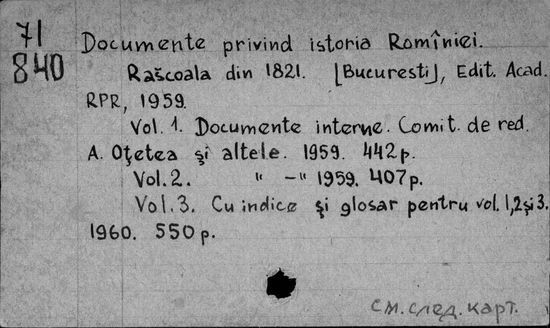 71
840
Documente privind istoria Romîniei.
Rašcoala din 1821. [Bucuresti], Edit. Acad.
RPR, 1959.
Vol. 1. Documente interne. Comit. de red.
A. Oţetea şi altele. 1959. 442 p.
Vol. 2. " — " 1959. 407 p.
Vol. 3. Cu indice şi glosar pentru vol. 1,2 şi 3.
1960. 550 p.
см. след. карт.